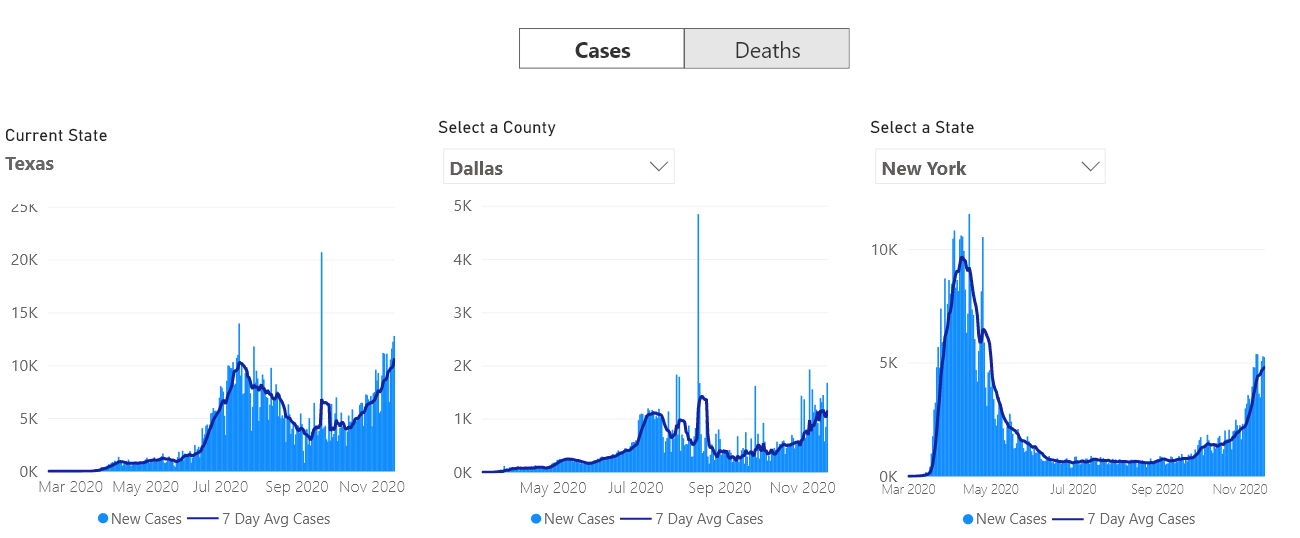 Cases
Deaths
Current State
Texas
25K
20K
15K
10K
5K
0K
Mar 2020 May 2020 Jul 2020 Sep 2020 Nov 2020
New Cases 7 Day Avg Cases
Select a County
Dallas
5K
4K
3K
2K
1K
0K
May 2020 Jul 2020 Sep 2020 Nov 2020
New Cases 7 Day Avg Cases
Select a State
New York
10K
5K
0K
Mar 2020 May 2020 Jul 2020 Sep 2020 Nov 2020
New Cases 7 Day Avg Cases